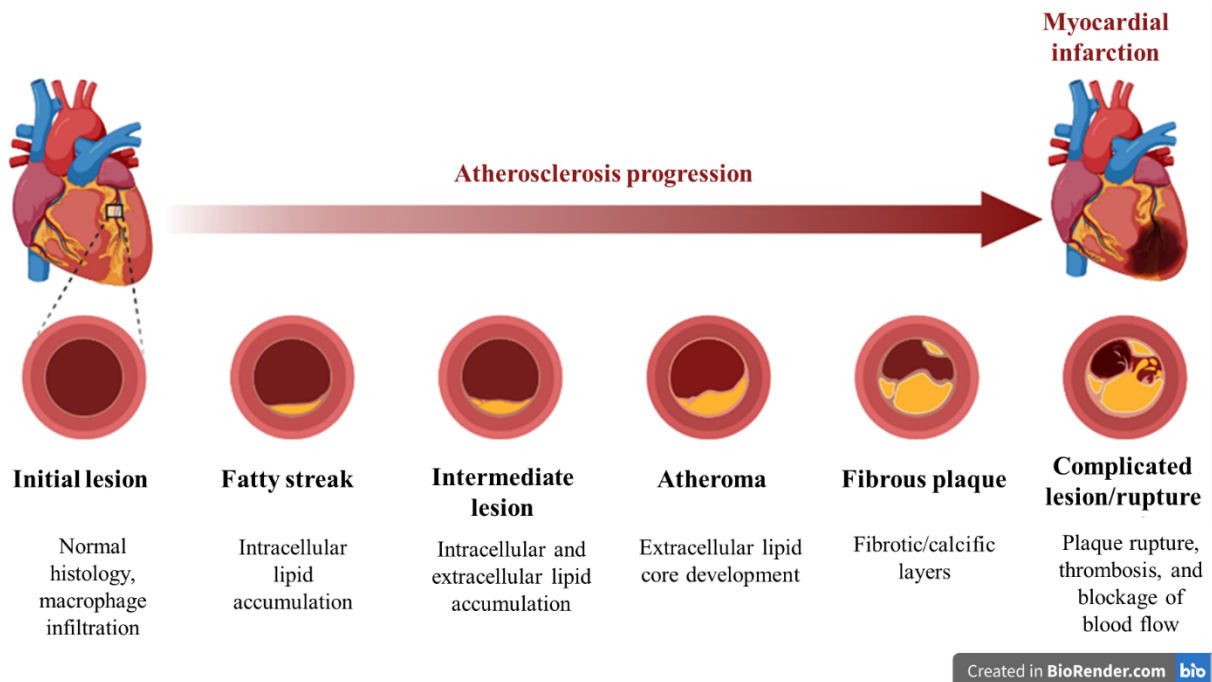 Myocardial
infarction
Atherosclerosis progression
Initial lesion
Normal
histology,
macrophage
infiltration
Fatty streak
Intracellular
lipid
accumulation
Intermediate
lesion
Intracellular and
extracellular lipid
accumulation
Atheroma
Extracellular lipid
core development
Fibrous plaque
Fibrotic/calcific
layers
Complicated
lesion/rupture
Plaque rupture,
thrombosis, and
blockage of
blood flow
Created in BioRender.com bio